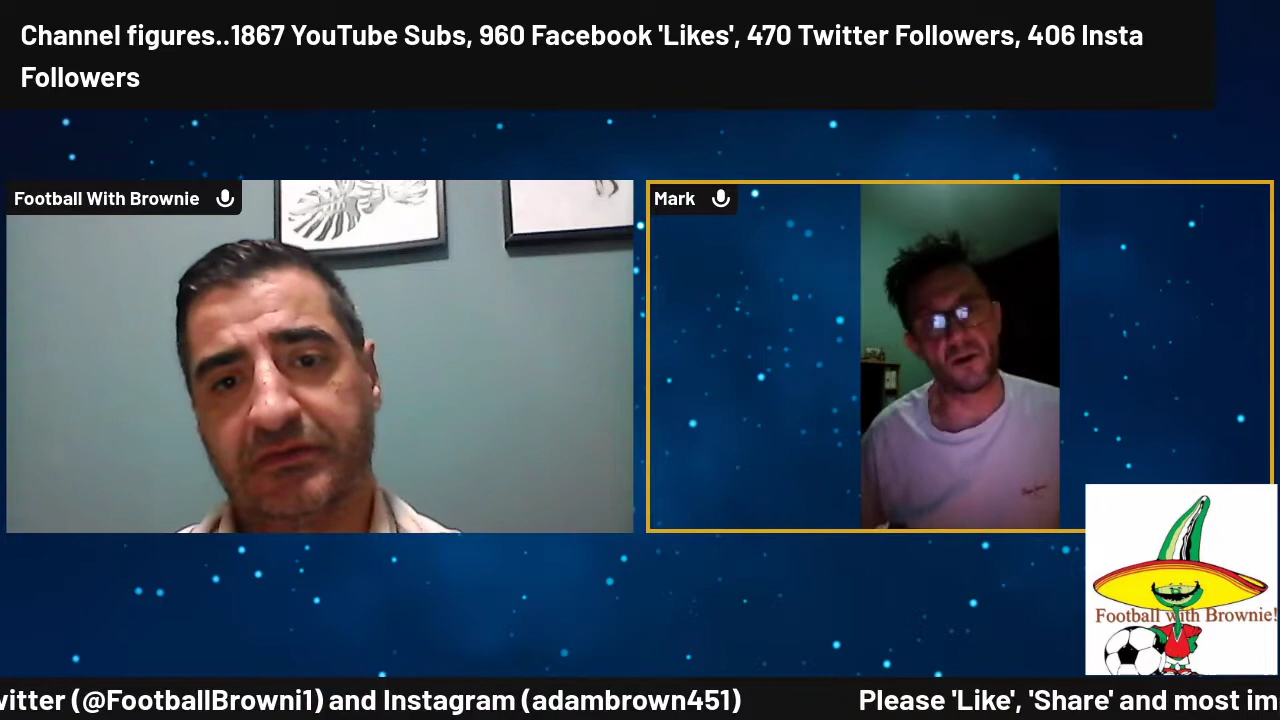 Channel figures..1867 YouTube Subs, 960 Facebook 'Likes', 470 Twitter Followers, 406 Insta
Followers
Football With Brownie
Mark
Football with Brownie!
witter (@FootballBrowni1) and Instagram (adambrown451)
Please 'Like', 'Share' and most im